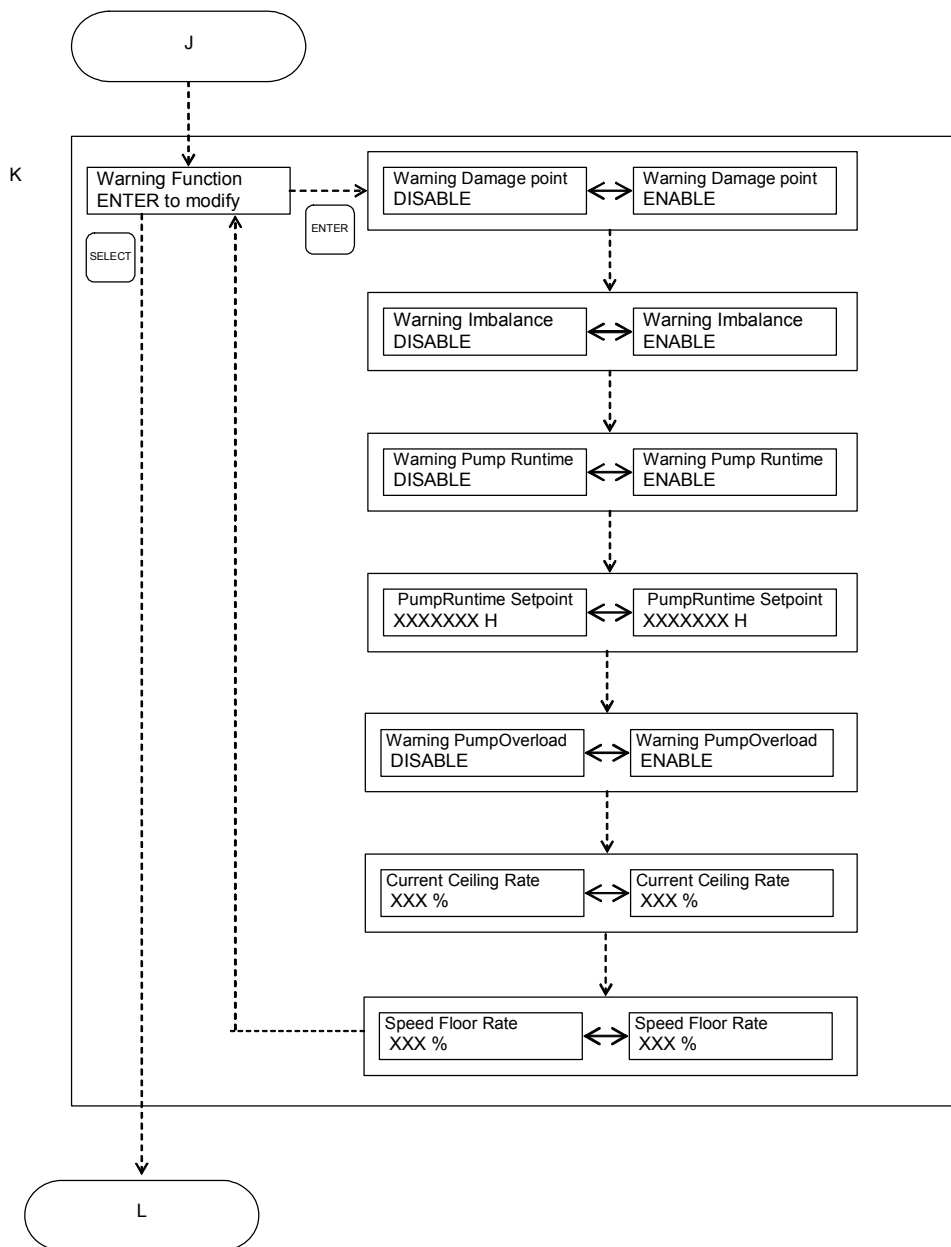 J
K
Warning Function
ENTER to modify
SELECT
ENTER
Warning Damage point
DISABLE
Warning Damage point
ENABLE
Warning Imbalance
DISABLE
Warning Imbalance
ENABLE
Warning Pump Runtime
DISABLE
Warning Pump Runtime
ENABLE
PumpRuntime Setpoint
XXXXXXX H
PumpRuntime Setpoint
XXXXXXX H
Warning PumpOverload
DISABLE
Warning PumpOverload
ENABLE
Current Ceiling Rate
XXX %
Current Ceiling Rate
XXX %
Speed Floor Rate
XXX %
Speed Floor Rate
XXX %
L